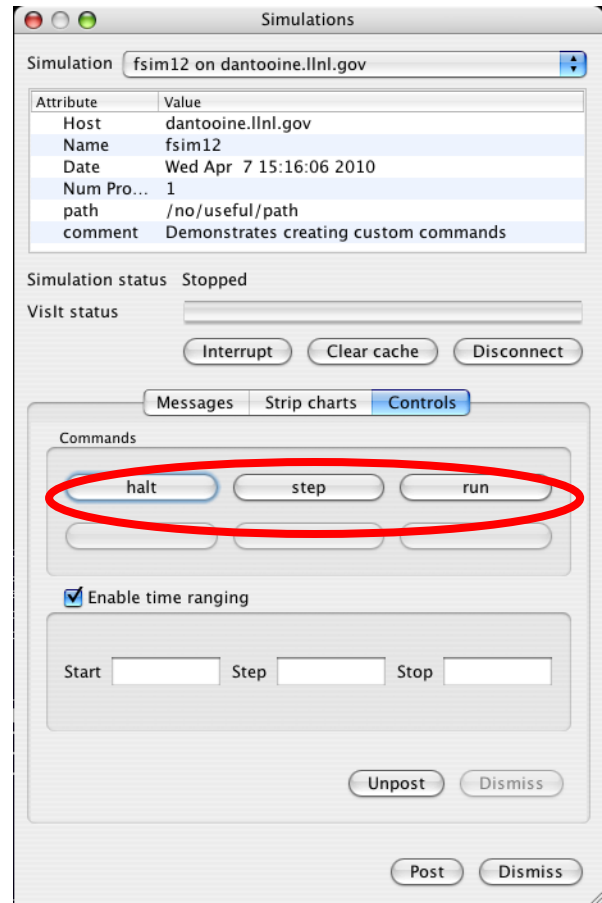 Simulations
Simulation fsim12 on dantooine.llnl.gov
Attribute Value
Host dantooine.llnl.gov
Name fsim12
Date Wed Apr 7 15:16:06 2010
Num Pro... 1
path /no/useful/path
comment Demonstrates creating custom commands
Simulation status Stopped
VisIt status
Interrupt Clear cache Disconnect
Messages Strip charts Controls
Commands
halt step run
Enable time ranging
Start Step Stop
Unpost Dismiss
Post Dismiss